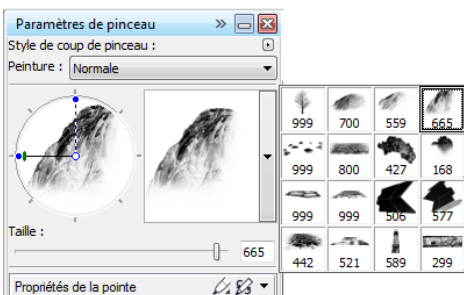 Paramètres de pinceau
Style de coup de pinceau :
Peinture : Normale
999 700 559 665
999 800 427 168
999 999 506 577
Taille :
665
442 521 589 299
Propriétés de la pointe